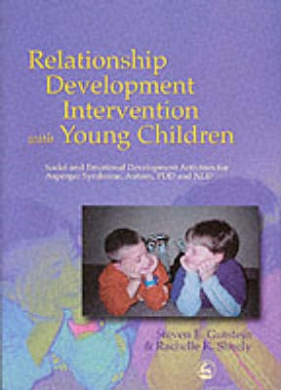 Relationship
Development
Intervention
with Young Children
Social and Emotional Development Activities for
Asperger Syndrome, Autism, PDD and NLD
Steven E. Gutstein
& Rachelle K. Sheely